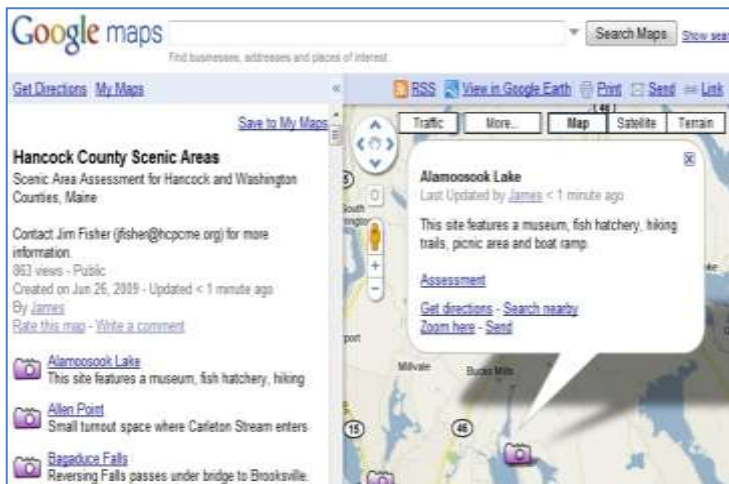 Google maps
Search Maps
Show sear
Find businesses, addresses and places of interest.
Get Directions My Maps
«
RSS View in Google Earth Print Send Link
Save to My Maps
Hancock County Scenic Areas
Scenic Area Assessment for Hancock and Washington
Counties, Maine
Contact Jim Fisher (jfisher@hcpcme.org) for more
information.
863 views - Public
Created on Jun 26, 2009 - Updated < 1 minute ago
By James
Rate this map - Write a comment
Alamoosook Lake
This site features a museum, fish hatchery, hiking
Allen Point
Small turnout space where Carleton Stream enters
Bagaduce Falls
Reversing Falls passes under bridge to Brooksville.
Traffic More... Map Satellite Terrain
Alamoosook Lake
Last Updated by James < 1 minute ago
This site features a museum, fish hatchery, hiking
trails, picnic area and boat ramp.
Assessment
Get directions - Search nearby
Zoom here - Send
South
port
Millvale
Bucks Mills
15
46